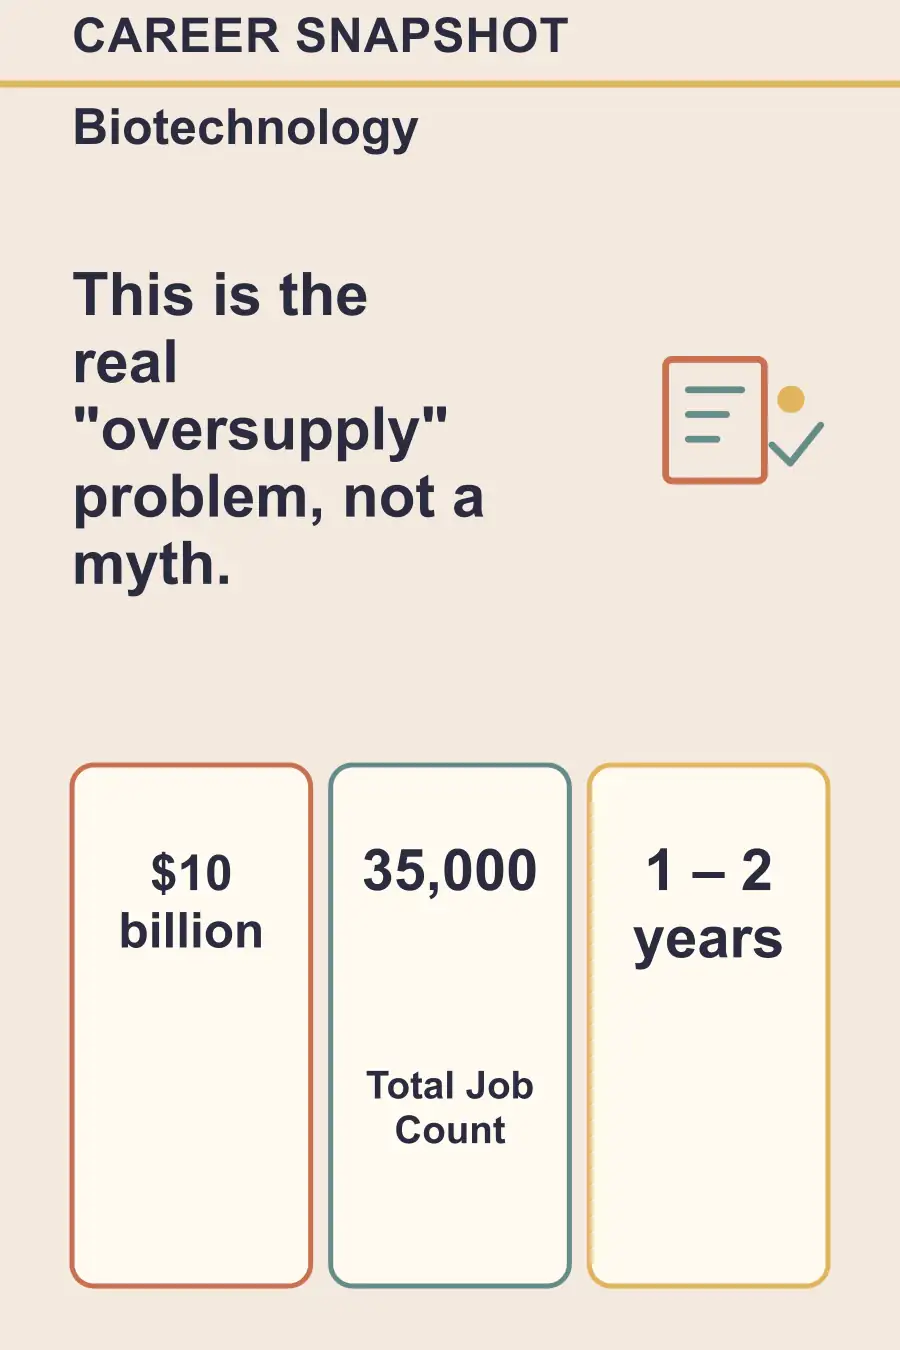 CAREER SNAPSHOT
Biotechnology
This is the
real
"oversupply"
problem, not a
myth.
$10
billion
35,000
Total Job
Count
1 – 2
years